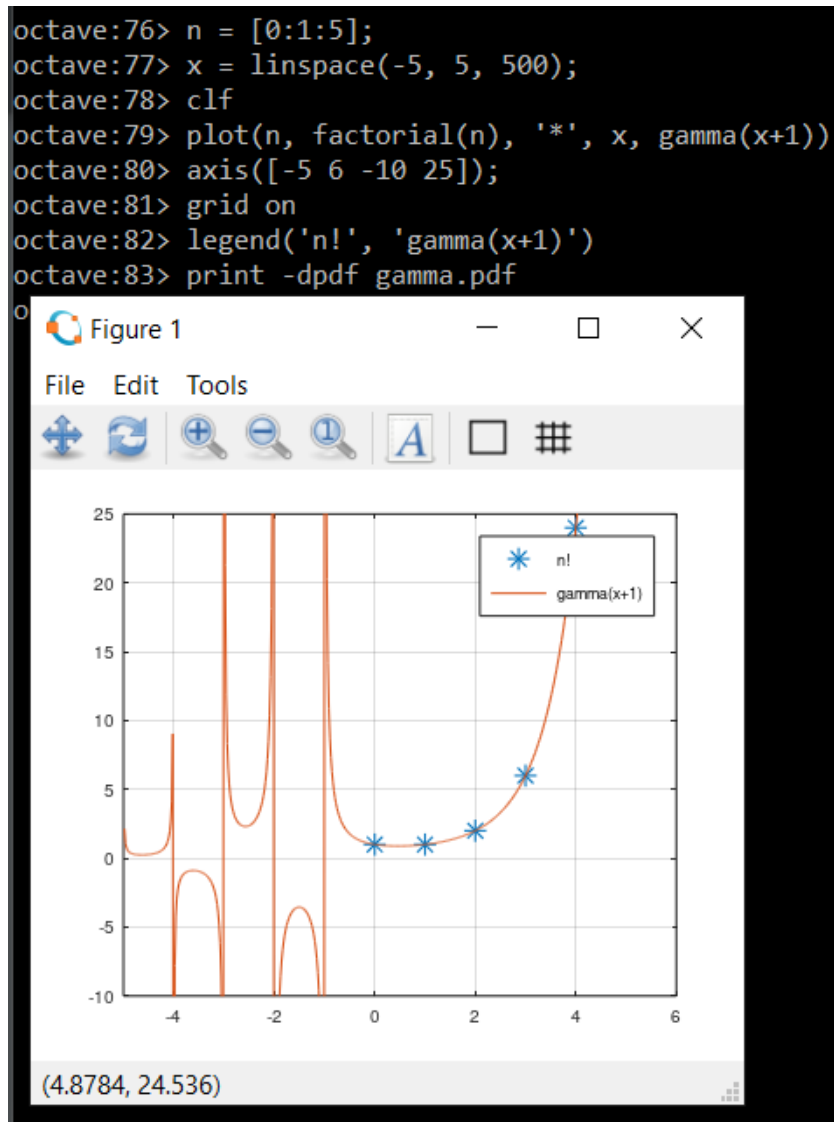 octave:76> n = [0:1:5];
octave:77> x = linspace(-5, 5, 500);
octave:78> clf
octave:79> plot(n, factorial(n), '*', x, gamma(x+1))
octave:80> axis([-5 6 -10 25]);
octave:81> grid on
octave:82> legend('n!', 'gamma(x+1)')
octave:83> print -dpdf gamma.pdf
o
Figure 1
File Edit Tools
A
25
n!
20
gamma(x+1)
15
10
5
0
-5
-10
-4 -2 0 2 4 6
(4.8784, 24.536)